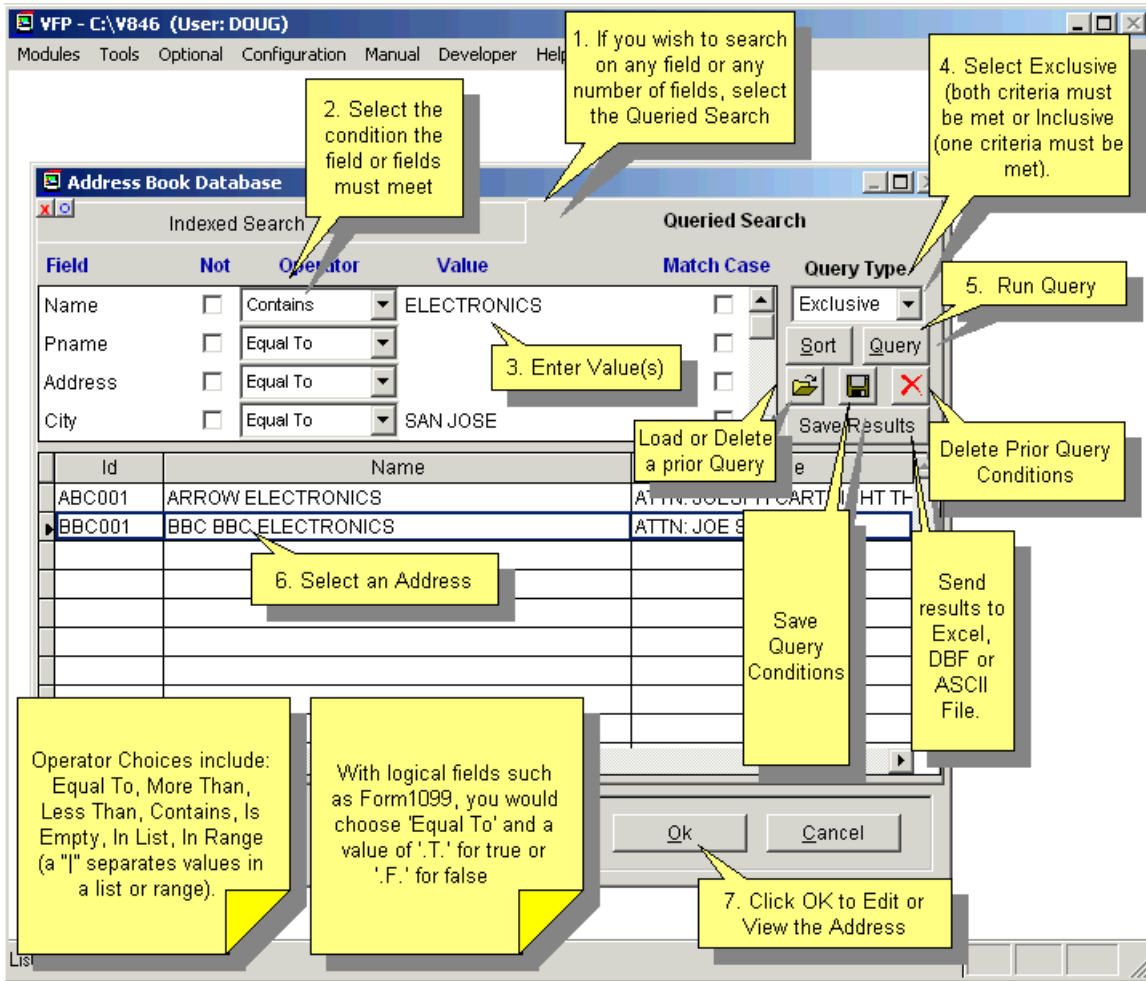 VFP - C:\V846 (User: DOUG)
Modules Tools Optional Configuration Manual Developer Help
1. If you wish to search
on any field or any
number of fields, select
the Queried Search
2. Select the
condition the
field or fields
must meet
4. Select Exclusive
(both criteria must
be met or Inclusive
(one criteria must be
met).
Address Book Database
Indexed Search
Queried Search
Field Not Operator Value Match Case Query Type
Name Contains ELECTRONICS Exclusive
5. Run Query
Pname Equal To
3. Enter Value(s)
Sort Query
Address Equal To
City Equal To SAN JOSE
Save Results
Load or Delete
a prior Query
Delete Prior Query
Conditions
Id Name
ABC001 ARROW ELECTRONICS ATTN:
BBC001 BBC BBC ELECTRONICS ATTN: JOE
6. Select an Address
Save
Query
Conditions
Send
results to
Excel,
DBF or
ASCII
File.
Operator Choices include:
Equal To, More Than,
Less Than, Contains, Is
Empty, In List, In Range
(a "|" separates values in
a list or range).
With logical fields such
as Form1099, you would
choose 'Equal To' and a
value of '.T.' for true or
'.F.' for false
Ok Cancel
7. Click OK to Edit or
View the Address